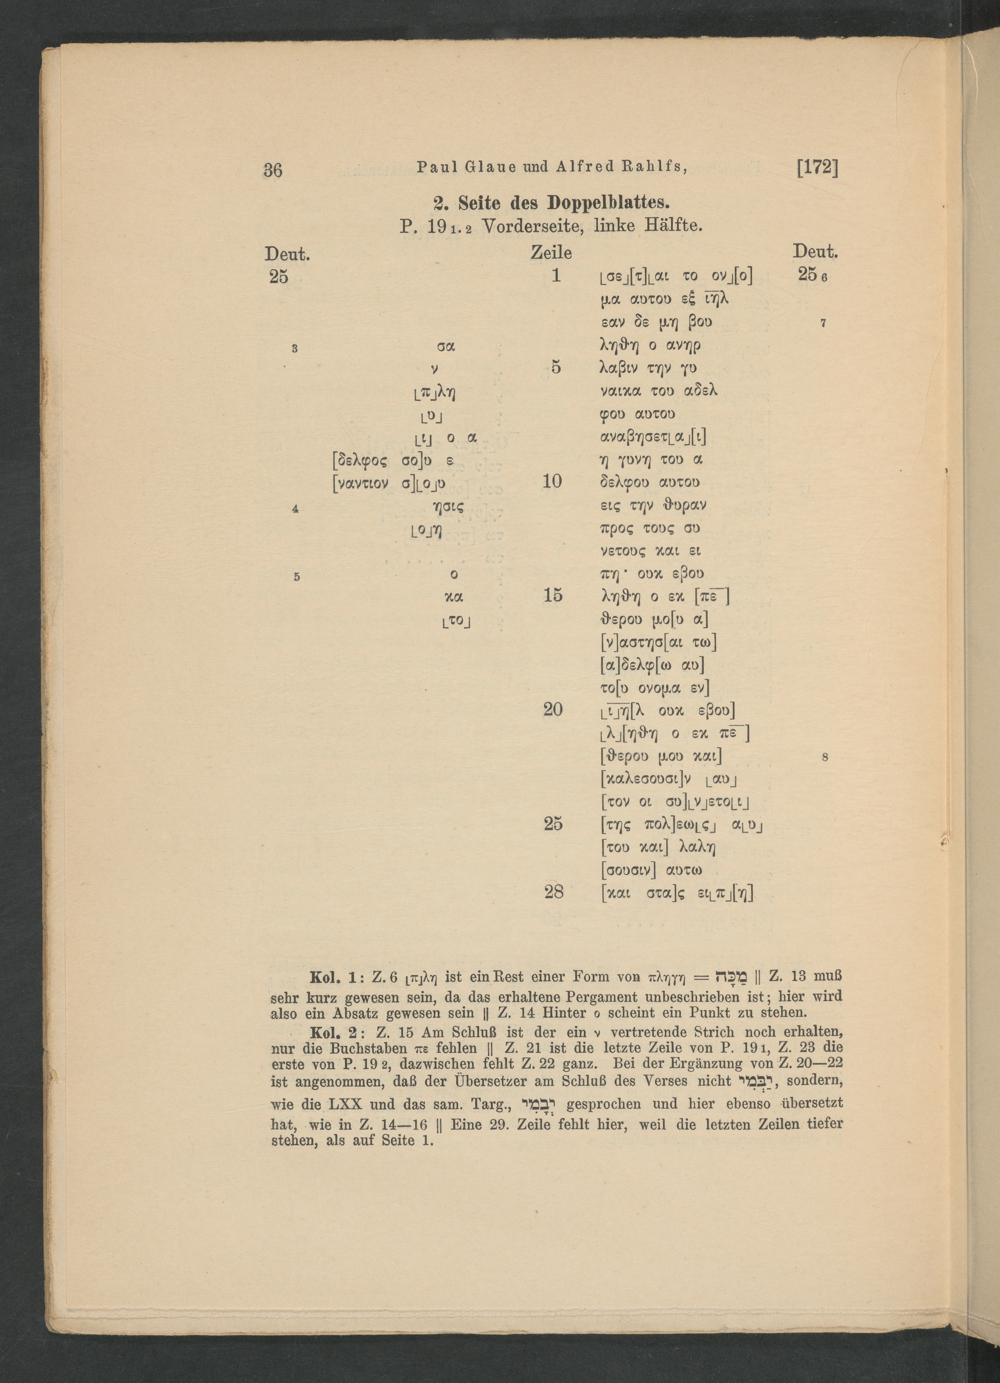 36 Paul Glaue und Alfred Rahlfs, [172]
2. Seite des Doppelblattes.
P. 19 1.2 Vorderseite, linke Hälfte.
Deut. Zeile Deut.
25 1 ⌊σε⌋[τ]⌊αι το ον⌋[ο] 25 6
μα αυτου εξ ι̅η̅λ̅
εαν δε μη βου 7
3 σα ληθη ο ανηρ
ν 5 λαβιν την γυ
⌊π⌋λη ναικα του αδελ
⌊υ⌋ φου αυτου
⌊ι⌋ ο α αναβησετ⌊α⌋[ι]
[δελφος σο]υ ε η γυνη του α
[ναντιον σ]⌊ο⌋υ 10 δελφου αυτου
4 ησις εις την θυραν
⌊ο⌋η προς τους συ
νετους και ει
5 ο πη · ουκ εβου
κα 15 ληθη ο εκ [πε̅ ]
⌊το⌋ θερου μο[υ α]
[ν]αστησ[αι τω]
[α]δελφ[ω αυ]
το[υ ονομα εν]
20 ⌊ι̅⌋η̅[λ ουκ εβου]
⌊λ⌋[ηθη ο εκ πε̅ ]
[θερου μου και] 8
[καλεσουσι]ν ⌊αυ⌋
[τον οι συ]⌊ν⌋ετο⌊ι⌋
25 [της πολ]εω⌊ς⌋ α⌊υ⌋
[του και] λαλη
[σουσιν] αυτω
28 [και στα]ς ει⌊π⌋[η]
Kol. 1: Z. 6 ⌊π⌋λη ist ein Rest einer Form von πληγη = מַכָּה || Z. 13 muß
sehr kurz gewesen sein, da das erhaltene Pergament unbeschrieben ist; hier wird
also ein Absatz gewesen sein || Z. 14 Hinter ο scheint ein Punkt zu stehen.
Kol. 2: Z. 15 Am Schluß ist der ein ν vertretende Strich noch erhalten,
nur die Buchstaben πε fehlen || Z. 21 ist die letzte Zeile von P. 19 1, Z. 23 die
erste von P. 19 2, dazwischen fehlt Z. 22 ganz. Bei der Ergänzung von Z. 20—22
ist angenommen, daß der Übersetzer am Schluß des Verses nicht יַבְּמִי, sondern,
wie die LXX und das sam. Targ., יְבָמִי gesprochen und hier ebenso übersetzt
hat, wie in Z. 14—16 || Eine 29. Zeile fehlt hier, weil die letzten Zeilen tiefer
stehen, als auf Seite 1.